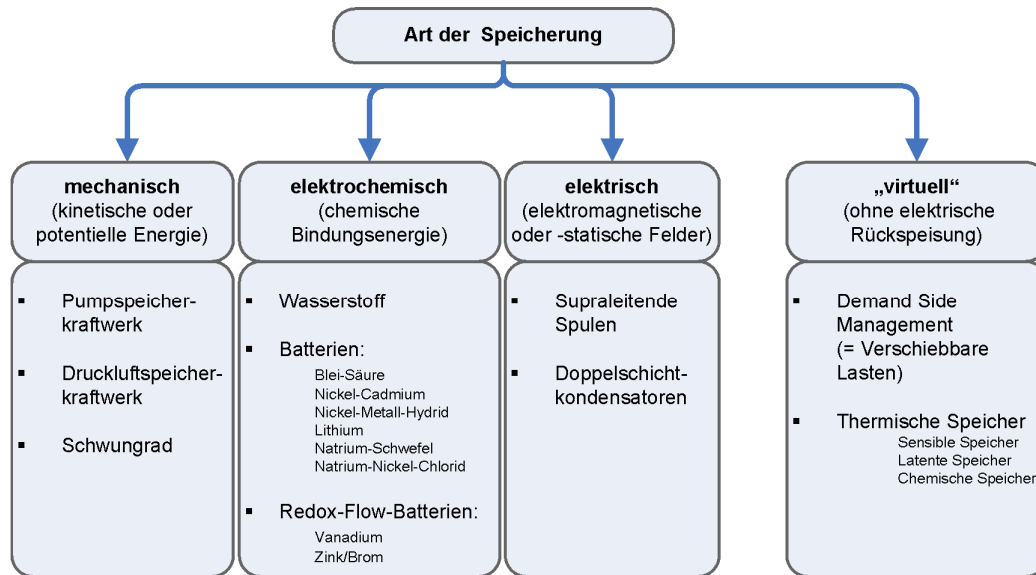 Art der Speicherung
mechanisch
(kinetische oder
potentielle Energie)
▪ Pumpspeicher-
kraftwerk
▪ Druckluftspeicher-
kraftwerk
▪ Schwungrad
elektrochemisch
(chemische
Bindungsenergie)
▪ Wasserstoff
▪ Batterien:
Blei-Säure
Nickel-Cadmium
Nickel-Metall-Hydrid
Lithium
Natrium-Schwefel
Natrium-Nickel-Chlorid
▪ Redox-Flow-Batterien:
Vanadium
Zink/Brom
elektrisch
(elektromagnetische
oder -statische Felder)
▪ Supraleitende
Spulen
▪ Doppelschicht-
kondensatoren
„virtuell“
(ohne elektrische
Rückspeisung)
▪ Demand Side
Management
(= Verschiebbare
Lasten)
▪ Thermische Speicher
Sensible Speicher
Latente Speicher
Chemische Speicher